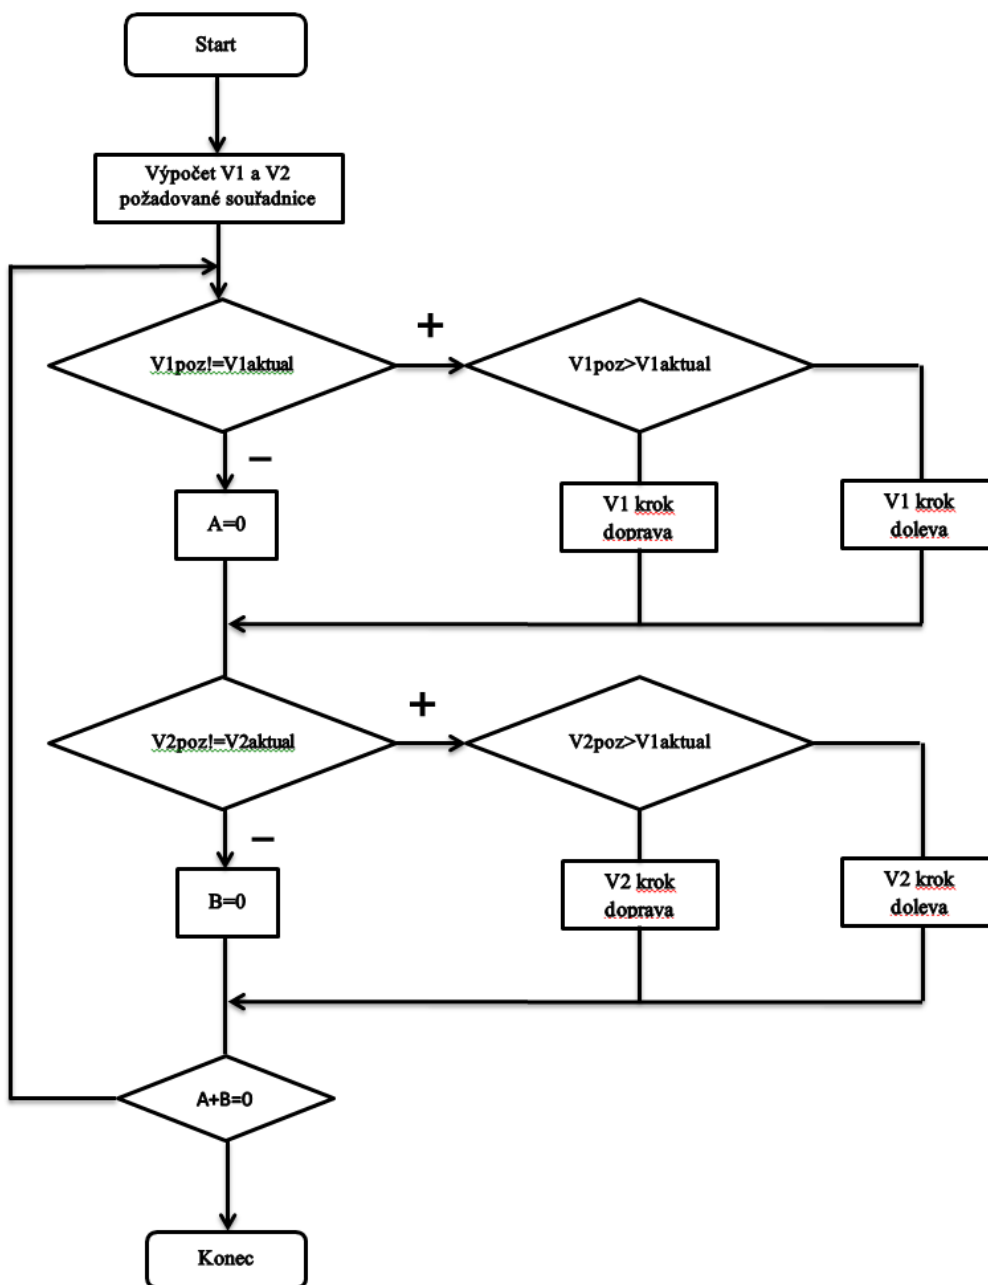 Start
Výpočet V1 a V2
požadované souřadnice
+
V1poz!=V1aktual
V1poz>V1aktual
−
A=0
V1 krok
doprava
V1 krok
doleva
+
V2poz!=V2aktual
V2poz>V1aktual
−
B=0
V2 krok
doprava
V2 krok
doleva
A+B=0
Konec